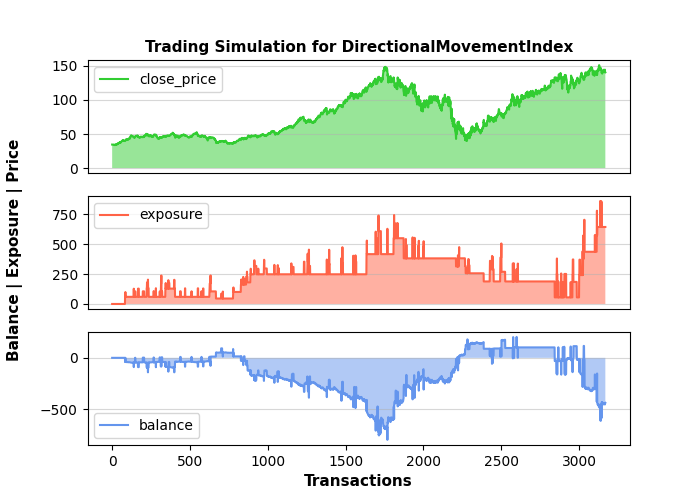 Trading Simulation for DirectionalMovementIndex
150
100
50
0
close_price
750
500
250
0
exposure
0
−500
balance
0
500
1000
1500
2000
2500
3000
Transactions
Balance | Exposure | Price